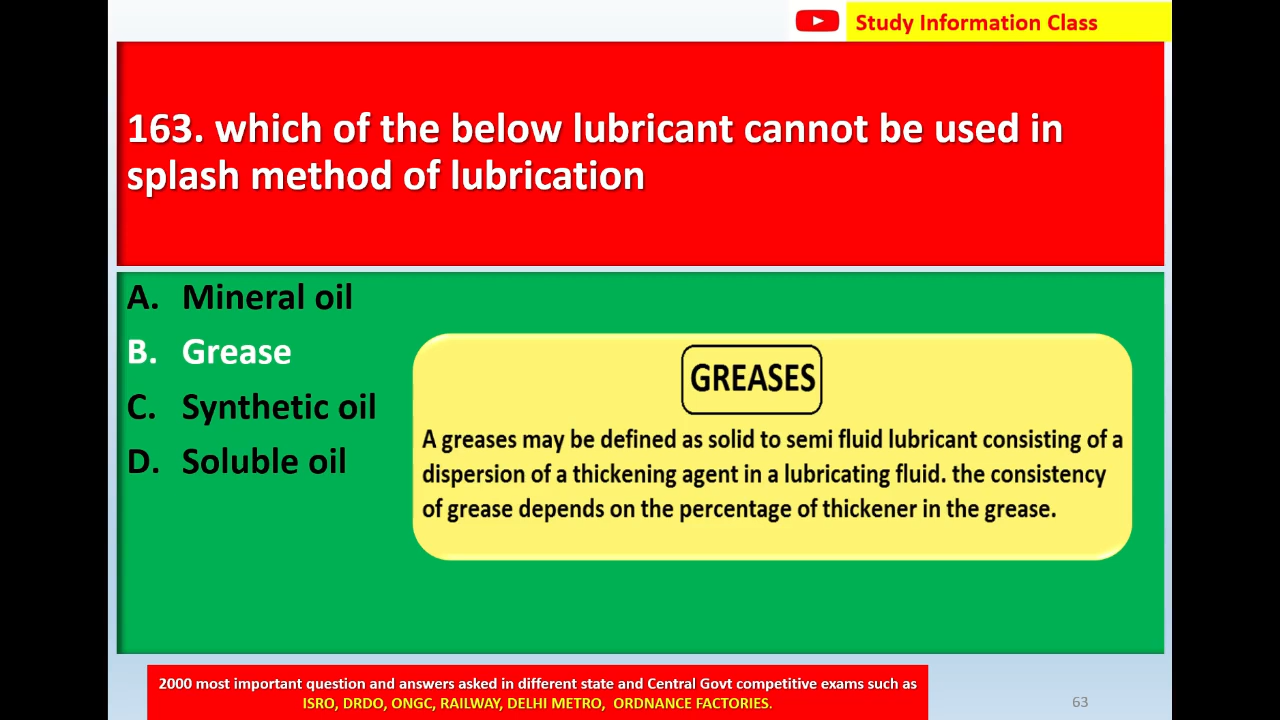 Study Information Class
163. which of the below lubricant cannot be used in
splash method of lubrication
A. Mineral oil
B. Grease
C. Synthetic oil
D. Soluble oil
GREASES
A greases may be defined as solid to semi fluid lubricant consisting of a
dispersion of a thickening agent in a lubricating fluid. the consistency
of grease depends on the percentage of thickener in the grease.
2000 most important question and answers asked in different state and Central Govt competitive exams such as
ISRO, DRDO, ONGC, RAILWAY, DELHI METRO, ORDNANCE FACTORIES.
63